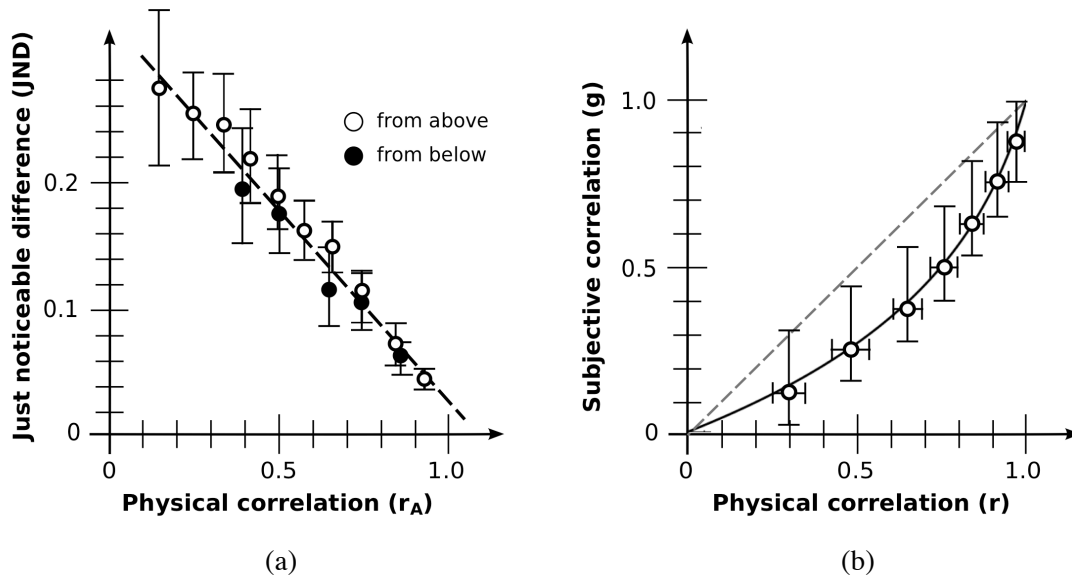 Just noticeable difference (JND)
0.2
0.1
0
from above
from below
0
0.5
1.0
Physical correlation (rA)
(a)
Subjective correlation (g)
1.0
0.5
0
0
0.5
1.0
Physical correlation (r)
(b)